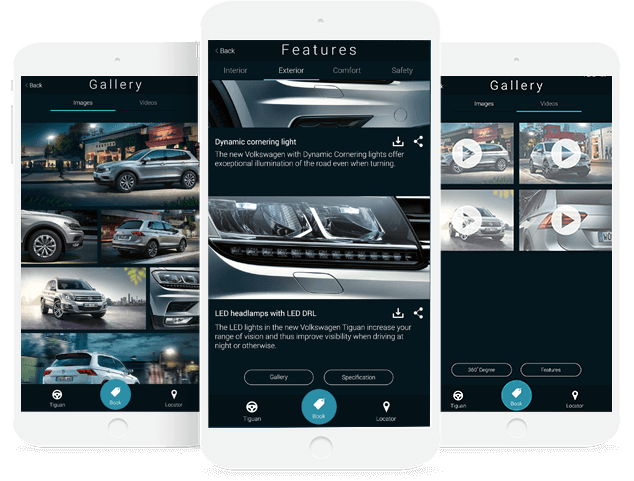 Back
Gallery
Images
Videos
Tiguan
Book
Locator
Back
Features
Interior
Exterior
Comfort
Safety
Dynamic cornering light
The new Volkswagen with Dynamic Cornering lights offer
exceptional illumination of the road even when turning.
LED headlamps with LED DRL
The LED lights in the new Volkswagen Tiguan increase your
range of vision and thus improve visibility when driving at
night or otherwise.
Gallery
Specification
Tiguan
Book
Locator
Back
Gallery
Images
Videos
360° Degree
Features
Tiguan
Book
Locator